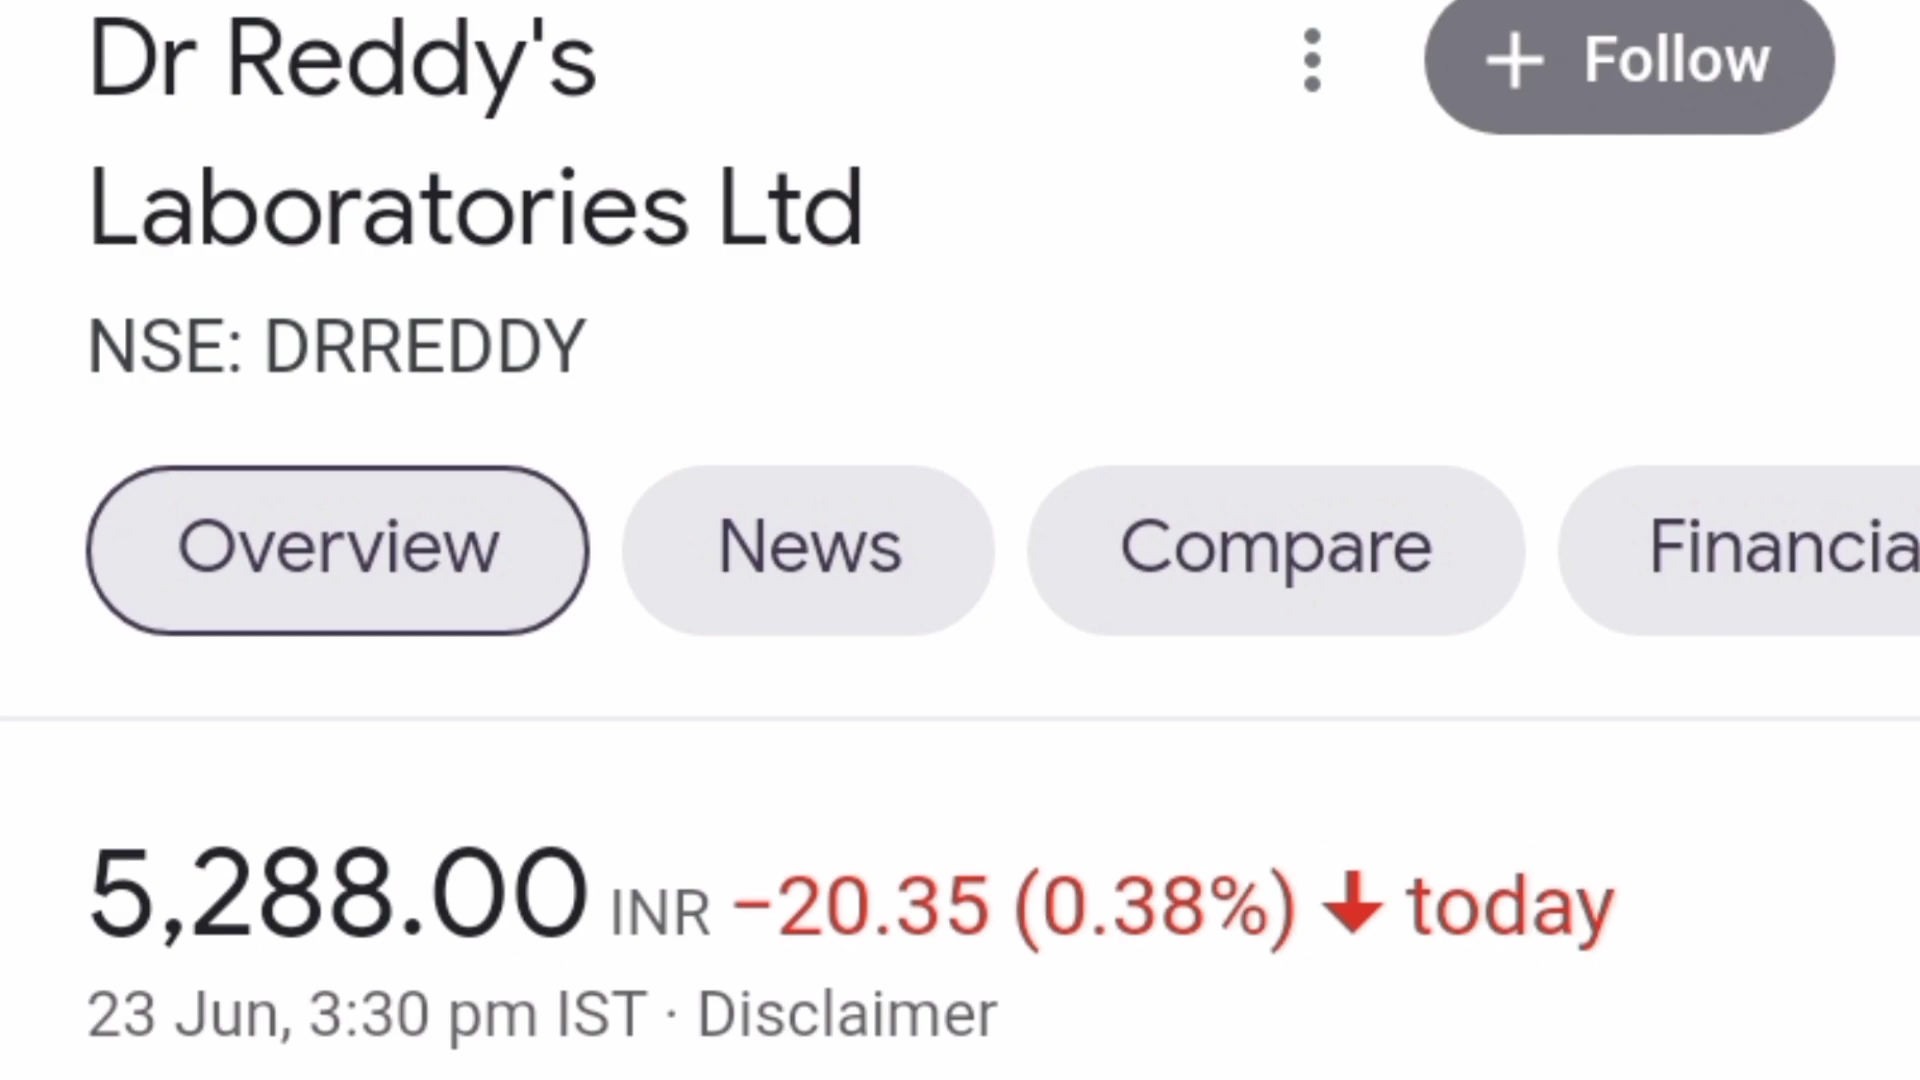 Dr Reddy's
Laboratories Ltd
+ Follow
NSE: DRREDDY
Overview News Compare Financia
5,288.00 INR −20.35 (0.38%) ↓ today
23 Jun, 3:30 pm IST · Disclaimer